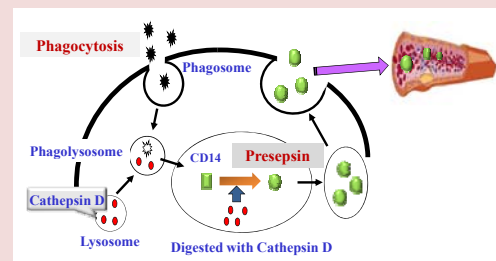 Phagocytosis
Phagosome
Phagolysosome
CD14
Presepsin
Cathepsin D
Lysosome
Digested with Cathepsin D